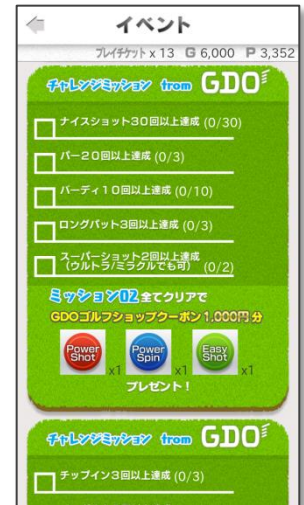 イベント
プレイチケット x 13 G 6,000 P 3,352
チャレンジミッション from GDO
ナイスショット30回以上達成 (0/30)
パー20回以上達成 (0/3)
バーディ10回以上達成 (0/10)
ロングパット3回以上達成 (0/3)
スーパーショット2回以上達成
(ウルトラ/ミラクルでも可) (0/2)
ミッション02 全てクリアで
GDOゴルフショップクーポン1,000円分
Power Shot x1 Power Spin x1 Easy Shot x1
プレゼント!
チャレンジミッション from GDO
チップイン3回以上達成 (0/3)